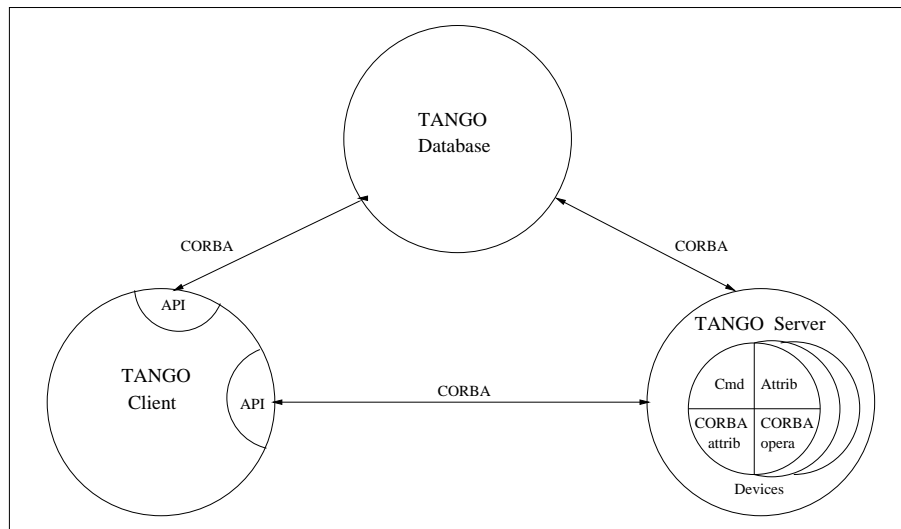 TANGO
Database
CORBA
CORBA
API
TANGO
Client
API
CORBA
TANGO Server
Cmd
Attrib
CORBA
attrib
CORBA
opera
Devices